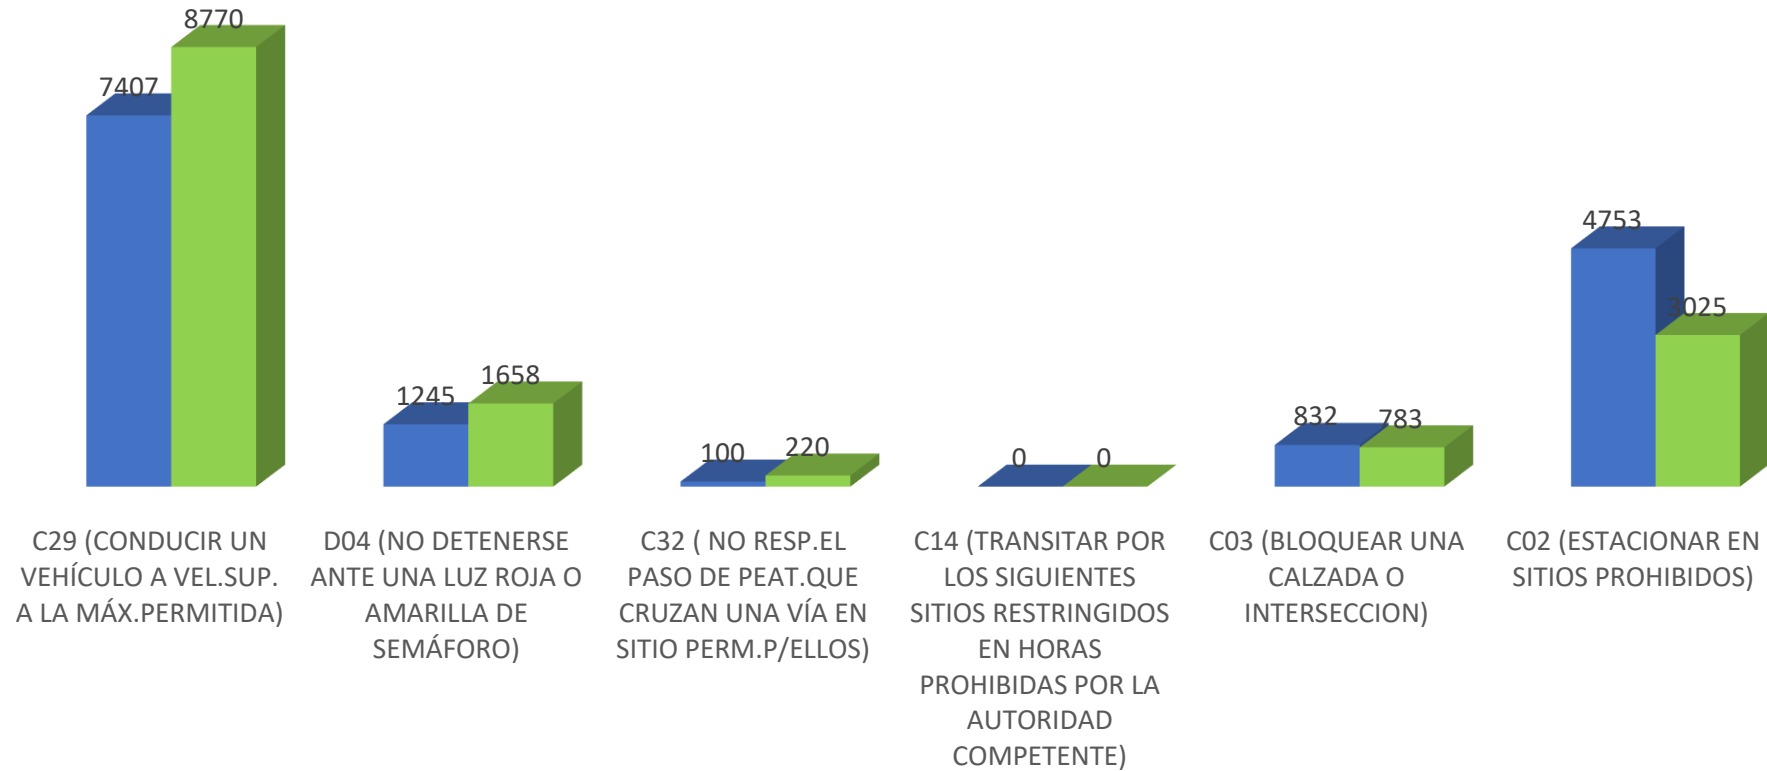 7407
8770
1245
1658
100
220
0
0
832
783
4753
3025
C29 (CONDUCIR UN
VEHÍCULO A VEL.SUP.
A LA MÁX.PERMITIDA)
D04 (NO DETENERSE
ANTE UNA LUZ ROJA O
AMARILLA DE
SEMÁFORO)
C32 ( NO RESP.EL
PASO DE PEAT.QUE
CRUZAN UNA VÍA EN
SITIO PERM.P/ELLOS)
C14 (TRANSITAR POR
LOS SIGUIENTES
SITIOS RESTRINGIDOS
EN HORAS
PROHIBIDAS POR LA
AUTORIDAD
COMPETENTE)
C03 (BLOQUEAR UNA
CALZADA O
INTERSECCION)
C02 (ESTACIONAR EN
SITIOS PROHIBIDOS)